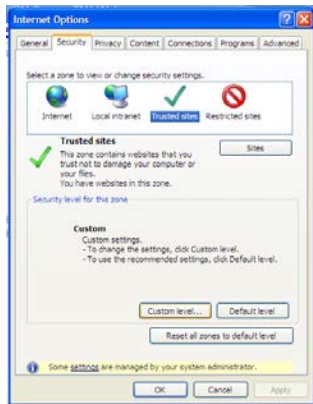 Internet Options
General Security Privacy Content Connections Programs Advanced
Select a zone to view or change security settings.
Internet Local intranet Trusted sites Restricted sites
Trusted sites
Sites
This zone contains websites that you
trust not to damage your computer or
your files.
You have websites in this zone.
Security level for this zone
Custom
Custom settings.
- To change the settings, click Custom level.
- To use the recommended settings, click Default level.
Custom level... Default level
Reset all zones to default level
Some settings are managed by your system administrator.
OK Cancel Apply